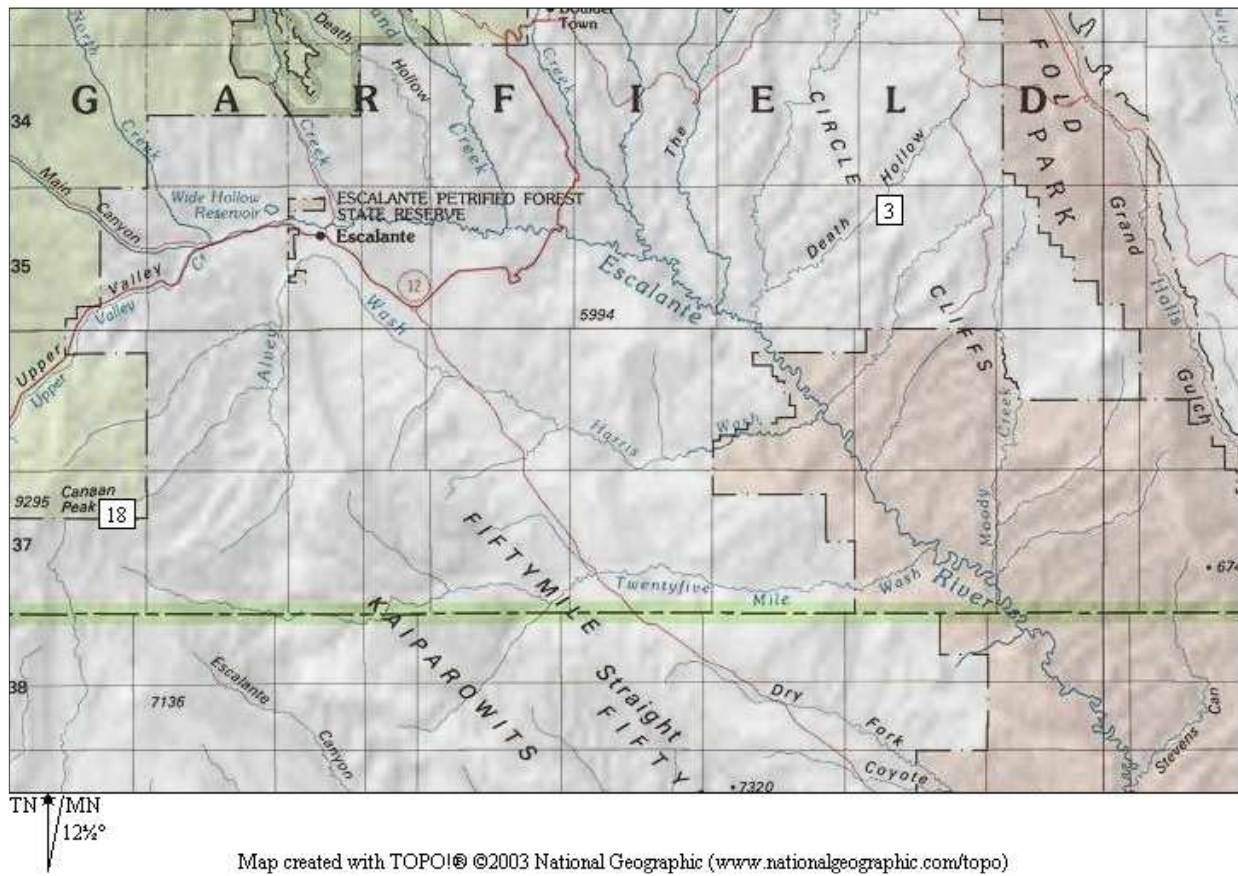 Boulder
Town
North
Creek
Death
Hollow
Creek
Creek
Creek
The
GARFIELD
FOLD
PARK
CIRCLE
CLIFFS
Death Hollow
3
Grand
Halls
Gulch
34
Main
Canyon
Wide Hollow
Reservoir
ESCALANTE PETRIFIED FOREST
STATE RESERVE
Escalante
35
Upper Valley
Upper Valley Cr
12
Escalante
5994
Alvey
Wash
Harris
Wash
Creek
Moody
9295 Canaan
Peak
18
37
FIFTYMILE
Twentyfive
Mile
Wash
River
KAIPAROWITS
38
7136
Escalante
Canyon
Straight
FIFTY
Dry
Fork
Coyote
7320
Stevens
Can
TN MN
12½°
Map created with TOPO!® ©2003 National Geographic (www.nationalgeographic.com/topo)